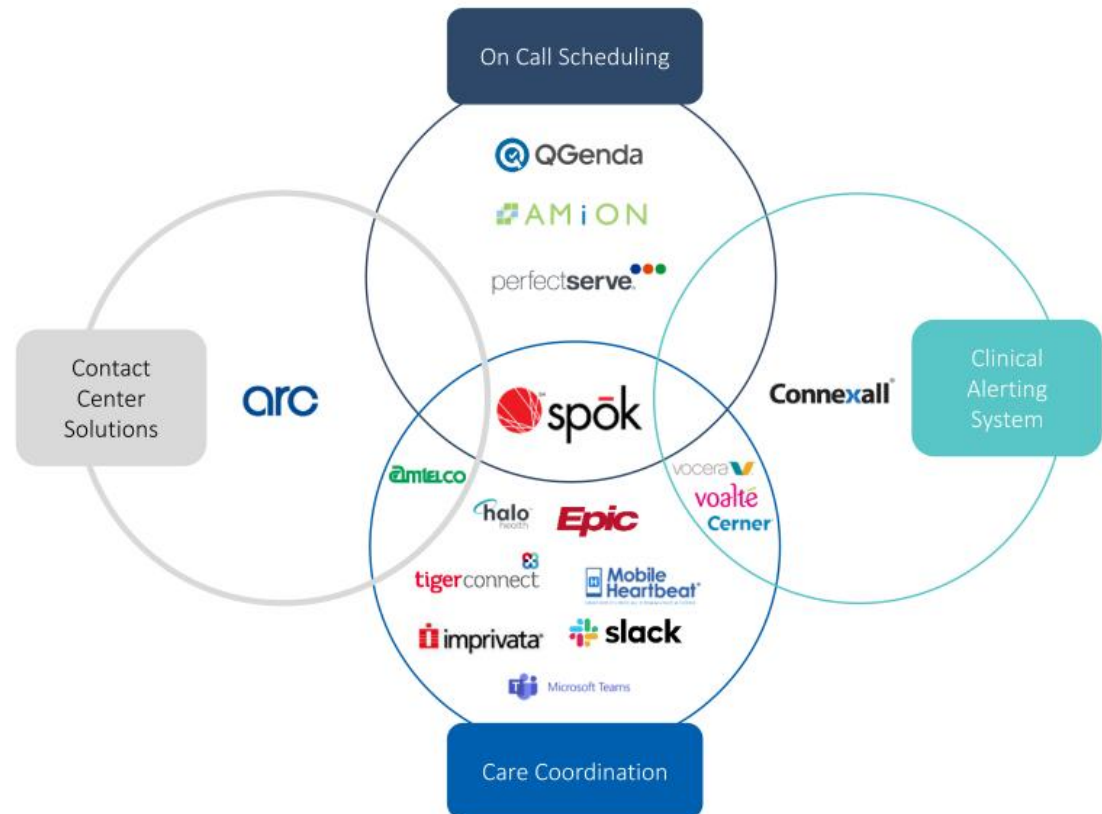 On Call Scheduling
QGenda
AMiON
perfectserve.
Contact
Center
Solutions
arc
spōk
Connexall®
Clinical
Alerting
System
amtelco
vocera
voalté
Cerner
halo
health
Epic
tigerconnect
Mobile
Heartbeat®
imprivata®
slack
Microsoft Teams
Care Coordination